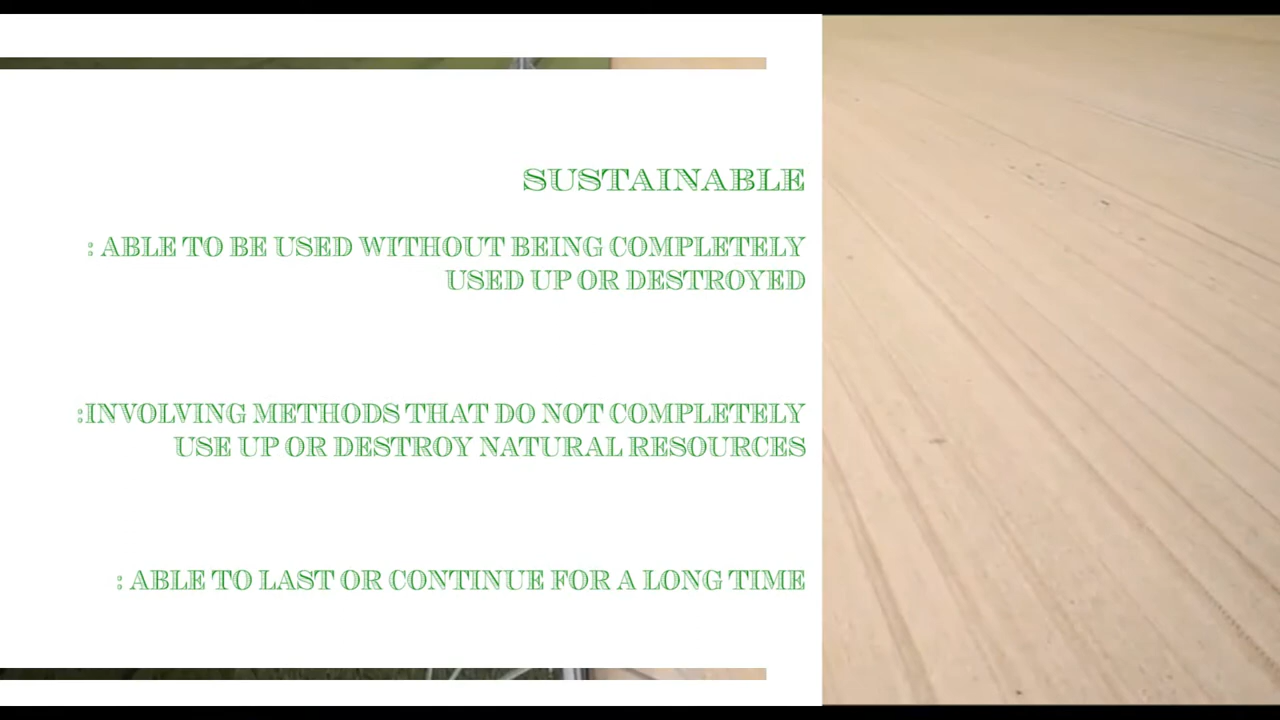 SUSTAINABLE
: ABLE TO BE USED WITHOUT BEING COMPLETELY
USED UP OR DESTROYED
:INVOLVING METHODS THAT DO NOT COMPLETELY
USE UP OR DESTROY NATURAL RESOURCES
: ABLE TO LAST OR CONTINUE FOR A LONG TIME